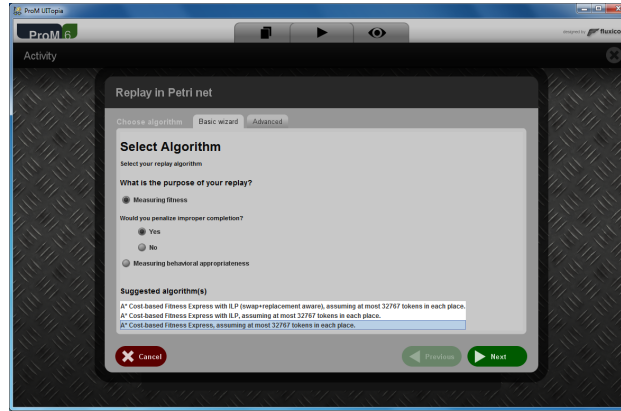 ProM UITopia
ProM 6
designed by fluxicon
Activity
Replay in Petri net
Choose algorithm Basic wizard Advanced
Select Algorithm
Select your replay algorithm
What is the purpose of your replay?
Measuring fitness
Would you penalize improper completion?
Yes
No
Measuring behavioral appropriateness
Suggested algorithm(s)
A* Cost-based Fitness Express with ILP (swap+replacement aware), assuming at most 32767 tokens in each place.
A* Cost-based Fitness Express with ILP, assuming at most 32767 tokens in each place.
A* Cost-based Fitness Express, assuming at most 32767 tokens in each place.
Cancel Previous Next